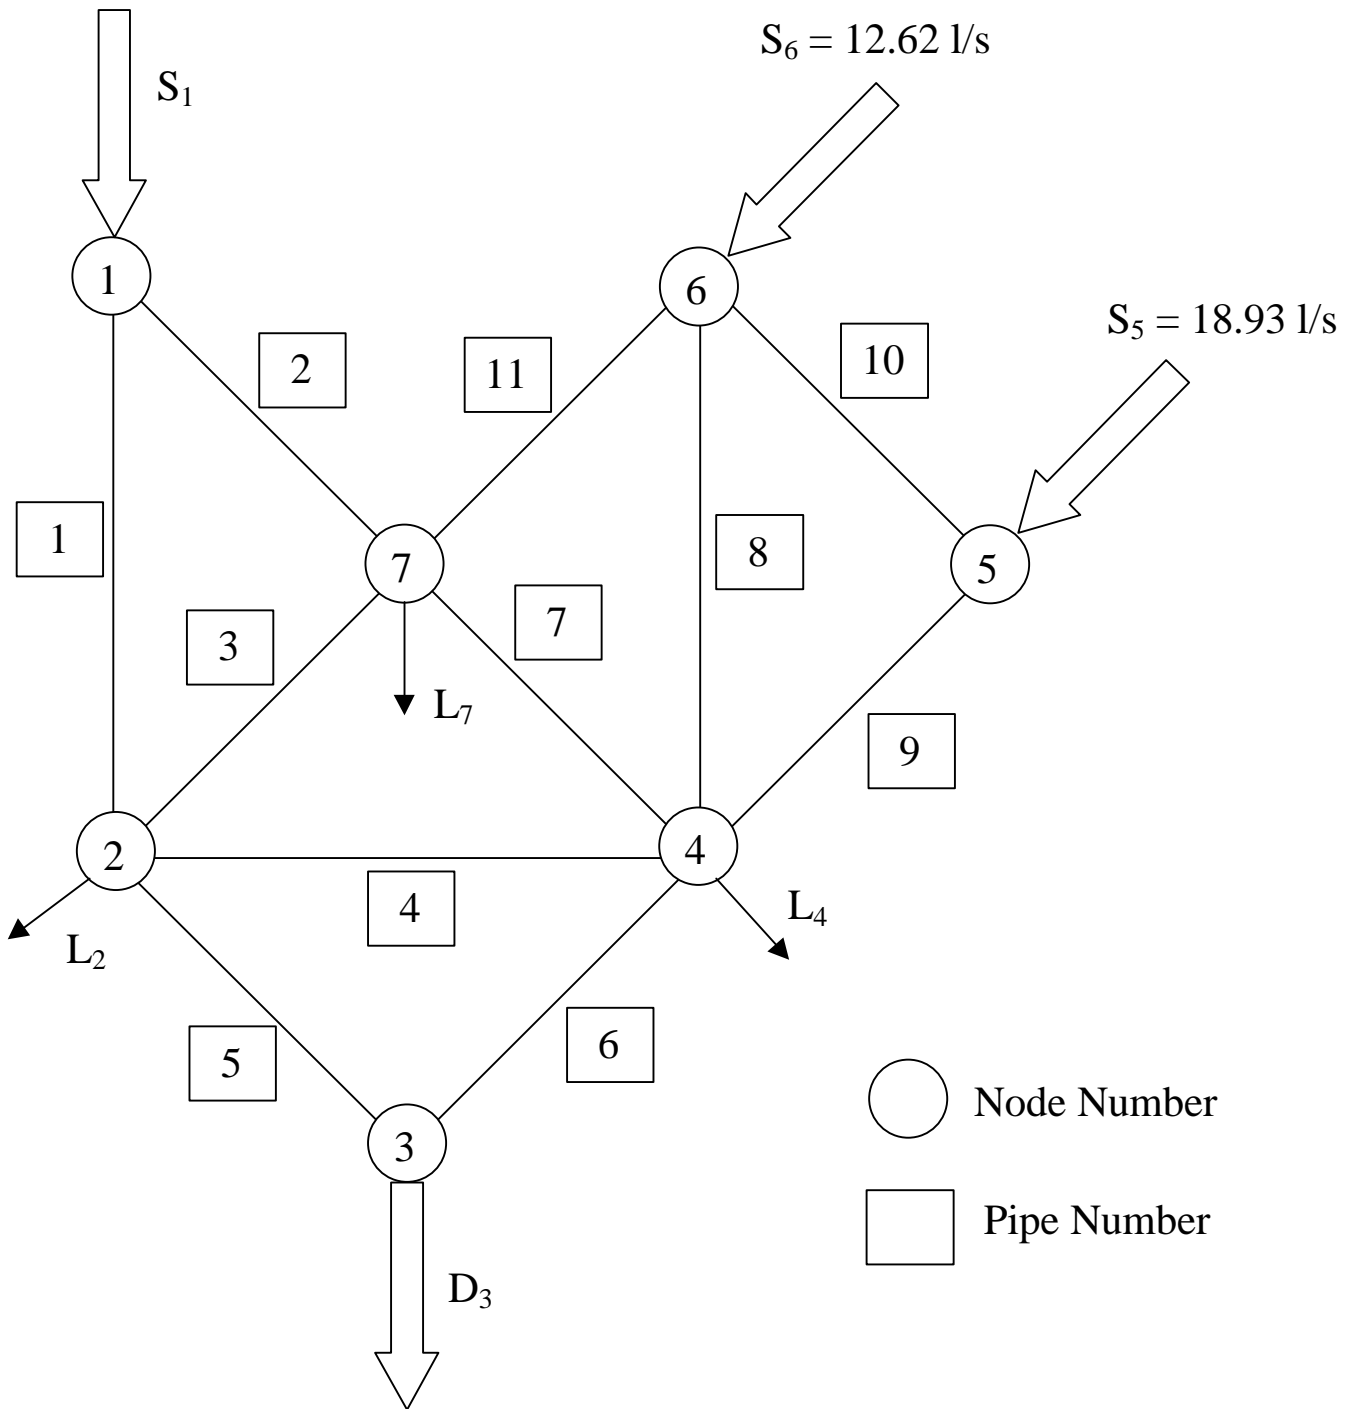 S₆ = 12.62 l/s
S₁
1
6
S₅ = 18.93 l/s
2
11
10
1
8
7
5
3
7
L₇
9
2
4
4
L₄
L₂
5
6
3
Node Number
Pipe Number
D₃